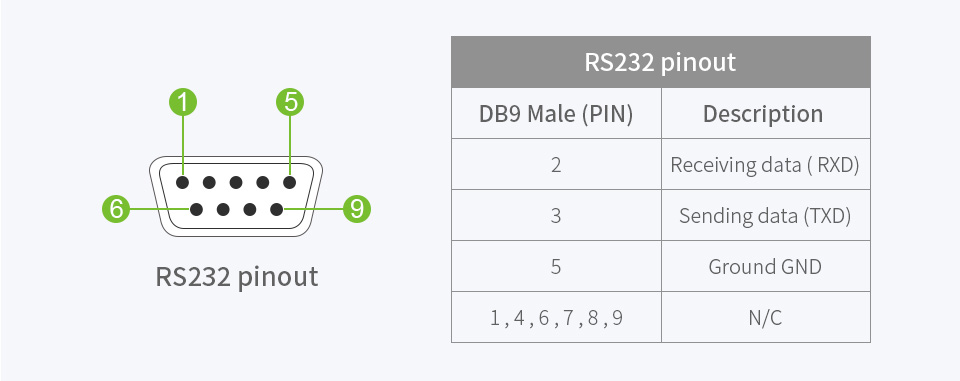 1
5
6
9
RS232 pinout
RS232 pinout
DB9 Male (PIN) Description
2 Receiving data ( RXD)
3 Sending data (TXD)
5 Ground GND
1 , 4 , 6 , 7 , 8 , 9 N/C